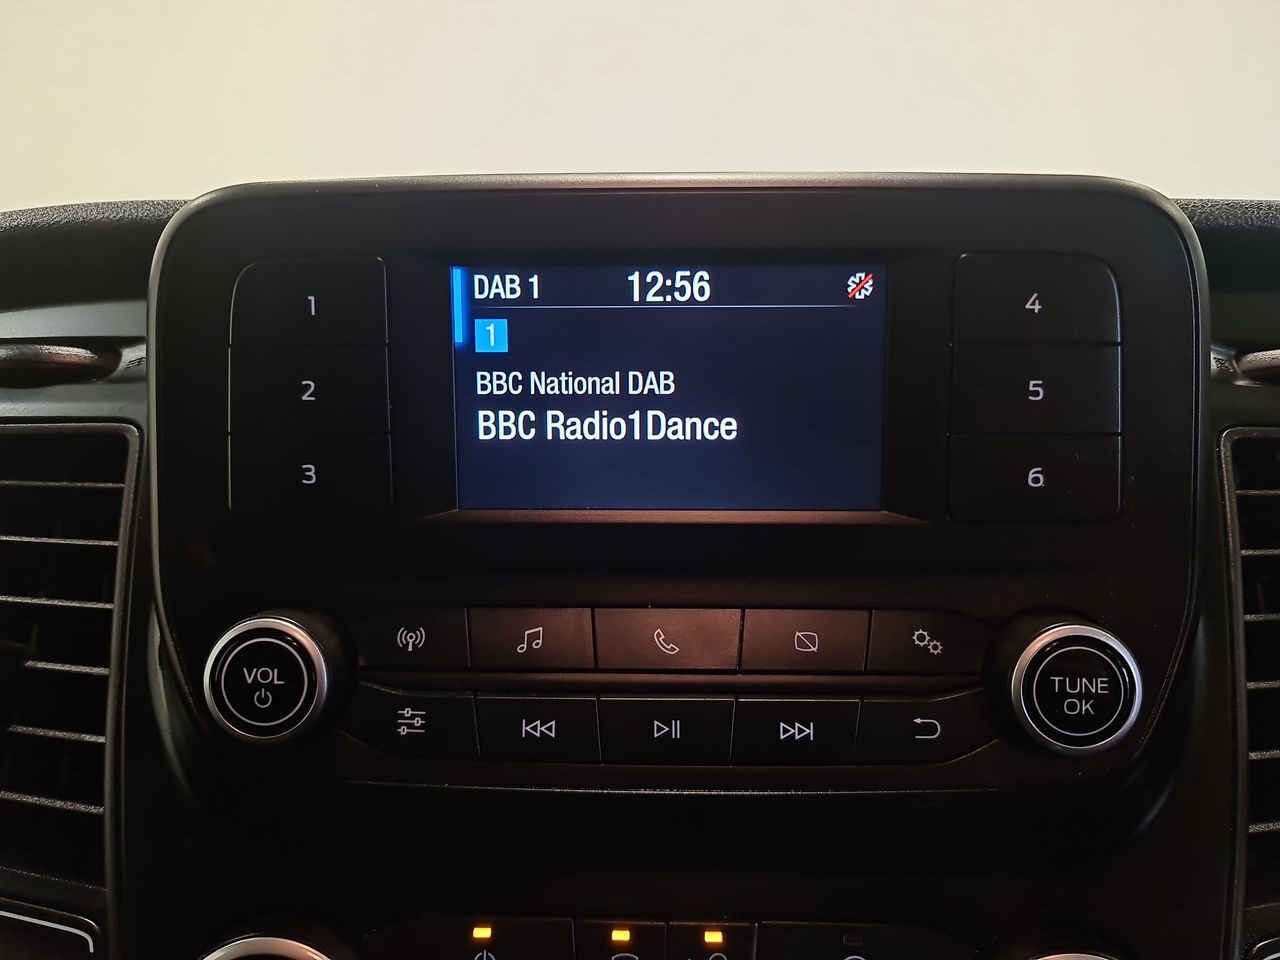 DAB 1 12:56
1
BBC National DAB
BBC Radio1Dance
1
2
3
4
5
6
VOL
TUNE
OK